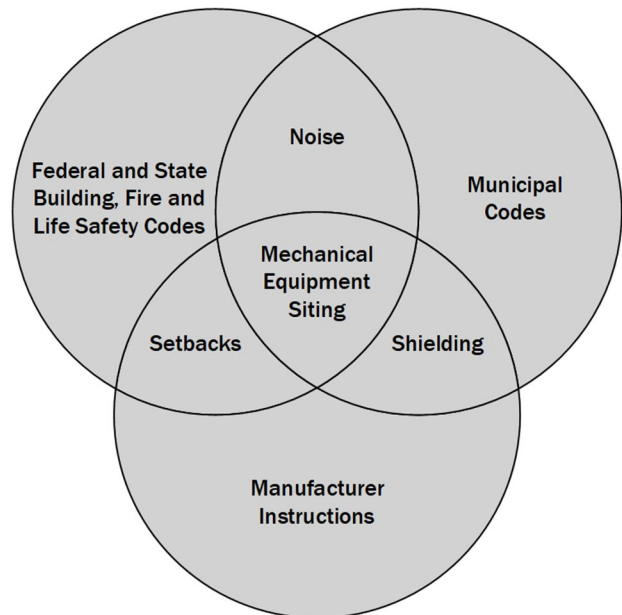 Noise
Federal and State
Building, Fire and
Life Safety Codes
Municipal
Codes
Mechanical
Equipment
Siting
Setbacks
Shielding
Manufacturer
Instructions